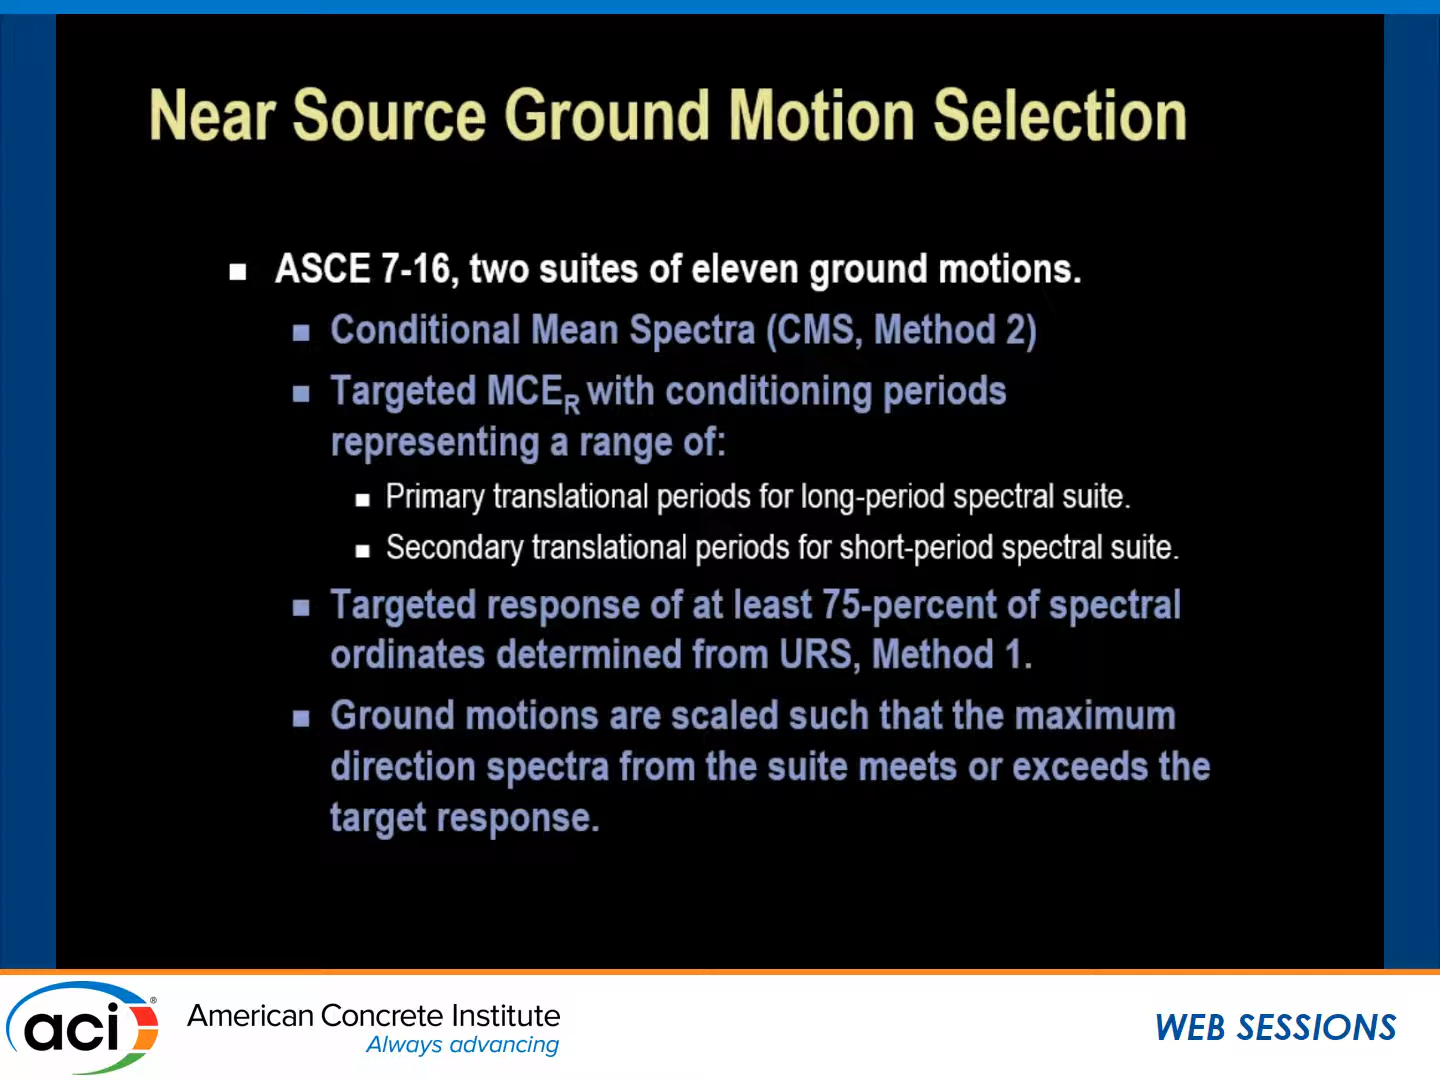 Near Source Ground Motion Selection
ASCE 7-16, two suites of eleven ground motions.
Conditional Mean Spectra (CMS, Method 2)
Targeted MCER with conditioning periods
representing a range of:
Primary translational periods for long-period spectral suite.
Secondary translational periods for short-period spectral suite.
Targeted response of at least 75-percent of spectral
ordinates determined from URS, Method 1.
Ground motions are scaled such that the maximum
direction spectra from the suite meets or exceeds the
target response.
aci®
American Concrete Institute
Always advancing
WEB SESSIONS